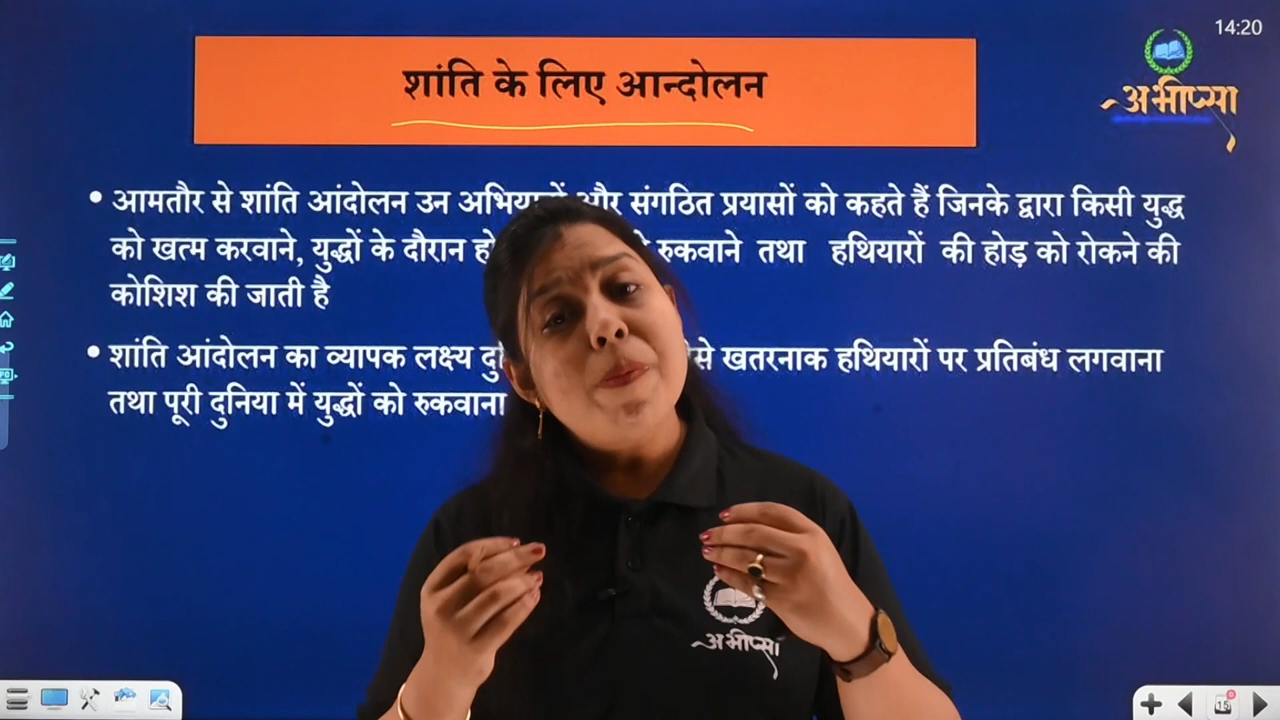 14:20
शांति के लिए आन्दोलन
अभीप्सा
• आमतौर से शांति आंदोलन उन और संगठित प्रयासों को कहते हैं जिनके द्वारा किसी युद्ध
को खत्म करवाने, युद्धों के दौरान रुकवाने तथा हथियारों की होड़ को रोकने की
कोशिश की जाती है
• शांति आंदोलन का व्यापक लक्ष्य खतरनाक हथियारों पर प्रतिबंध लगवाना
तथा पूरी दुनिया में युद्धों को रुकवाना
अभीप्सा
15